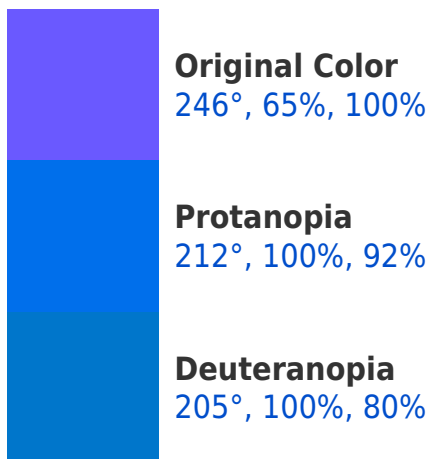 Original Color
246°, 65%, 100%
Protanopia
212°, 100%, 92%
Deuteranopia
205°, 100%, 80%